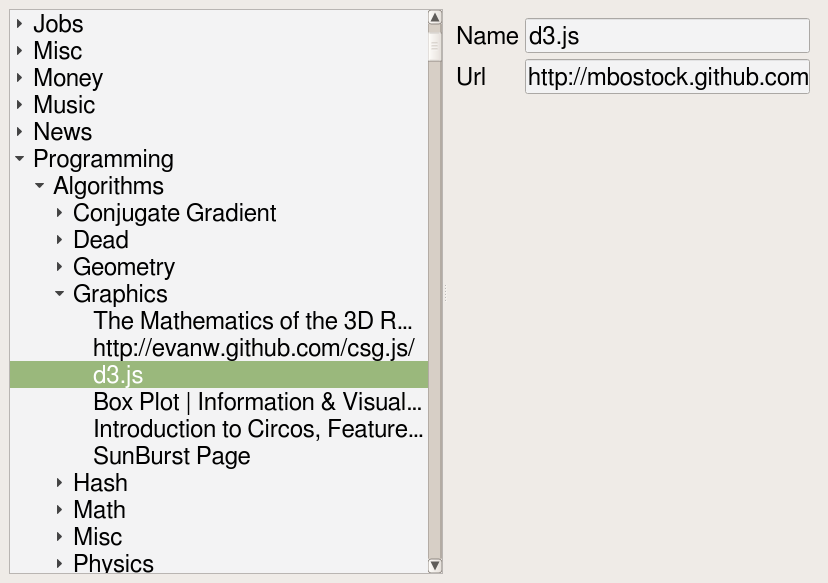 Jobs
Misc
Money
Music
News
Programming
Algorithms
Conjugate Gradient
Dead
Geometry
Graphics
The Mathematics of the 3D R...
http://evanw.github.com/csg.js/
d3.js
Box Plot | Information & Visual...
Introduction to Circos, Feature...
SunBurst Page
Hash
Math
Misc
Physics
Name d3.js
Url http://mbostock.github.com